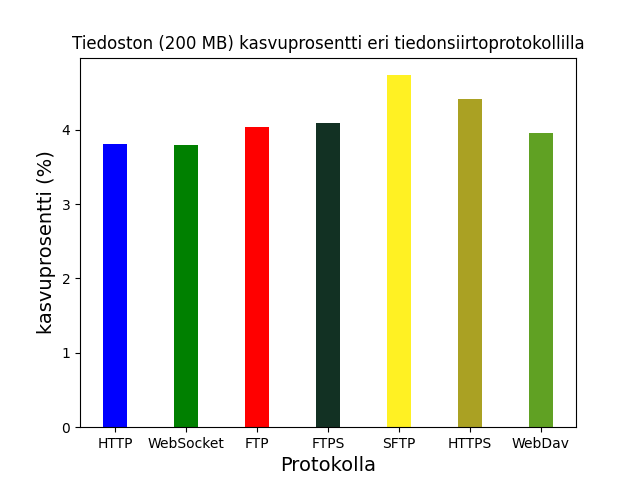 Tiedoston (200 MB) kasvuprosentti eri tiedonsiirtoprotokollilla
kasvuprosentti (%)
4
3
2
1
0
HTTP WebSocket FTP FTPS SFTP HTTPS WebDav
Protokolla